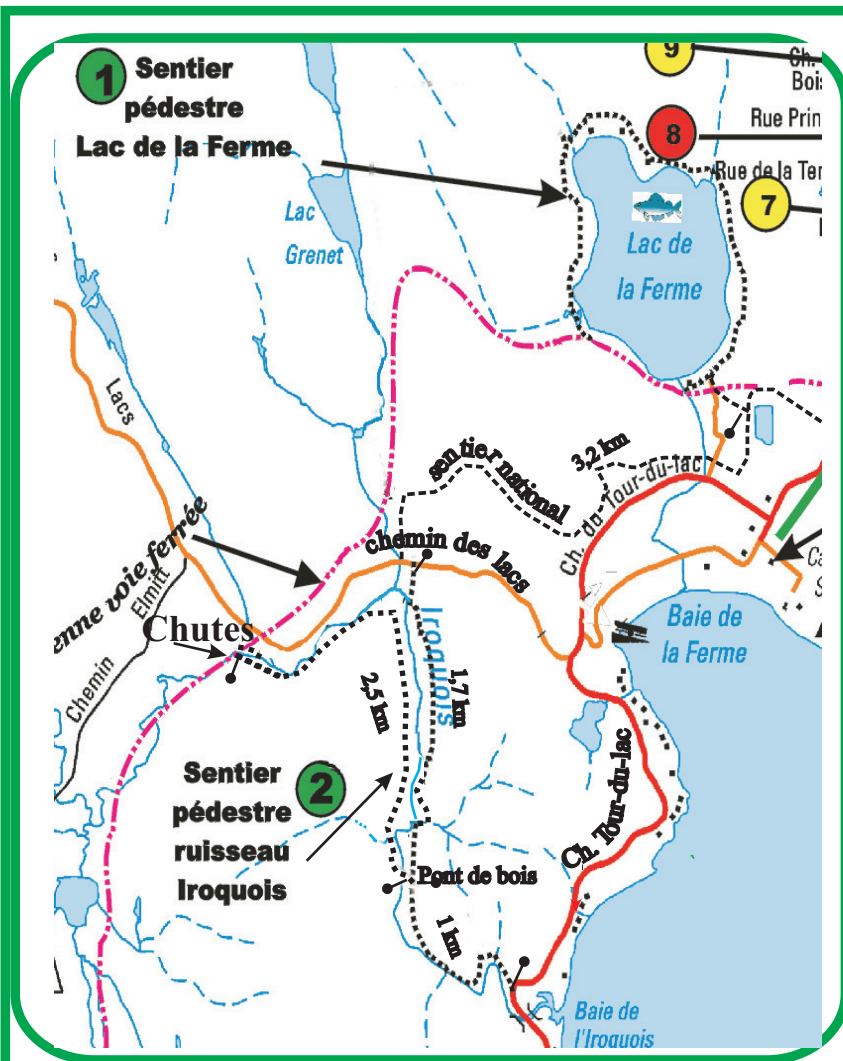 1 Sentier
pédestre
Lac de la Ferme
9
Ch.
8
Rue Prin
Rue de la Ter
7
Lac
Grenet
Lac de
la Ferme
Lacs
sentier national
3,2 km
Ch. du Tour-du-lac
chemin des lacs
enne voie ferrée
Elmitt
Chemin
Chutes
Iroquois
1,7 km
2,5 km
Baie de
la Ferme
Sentier
pédestre
ruisseau
Iroquois
2
Ch. Tour-du-lac
Pont de bois
1 km
Baie de
l'Iroquois